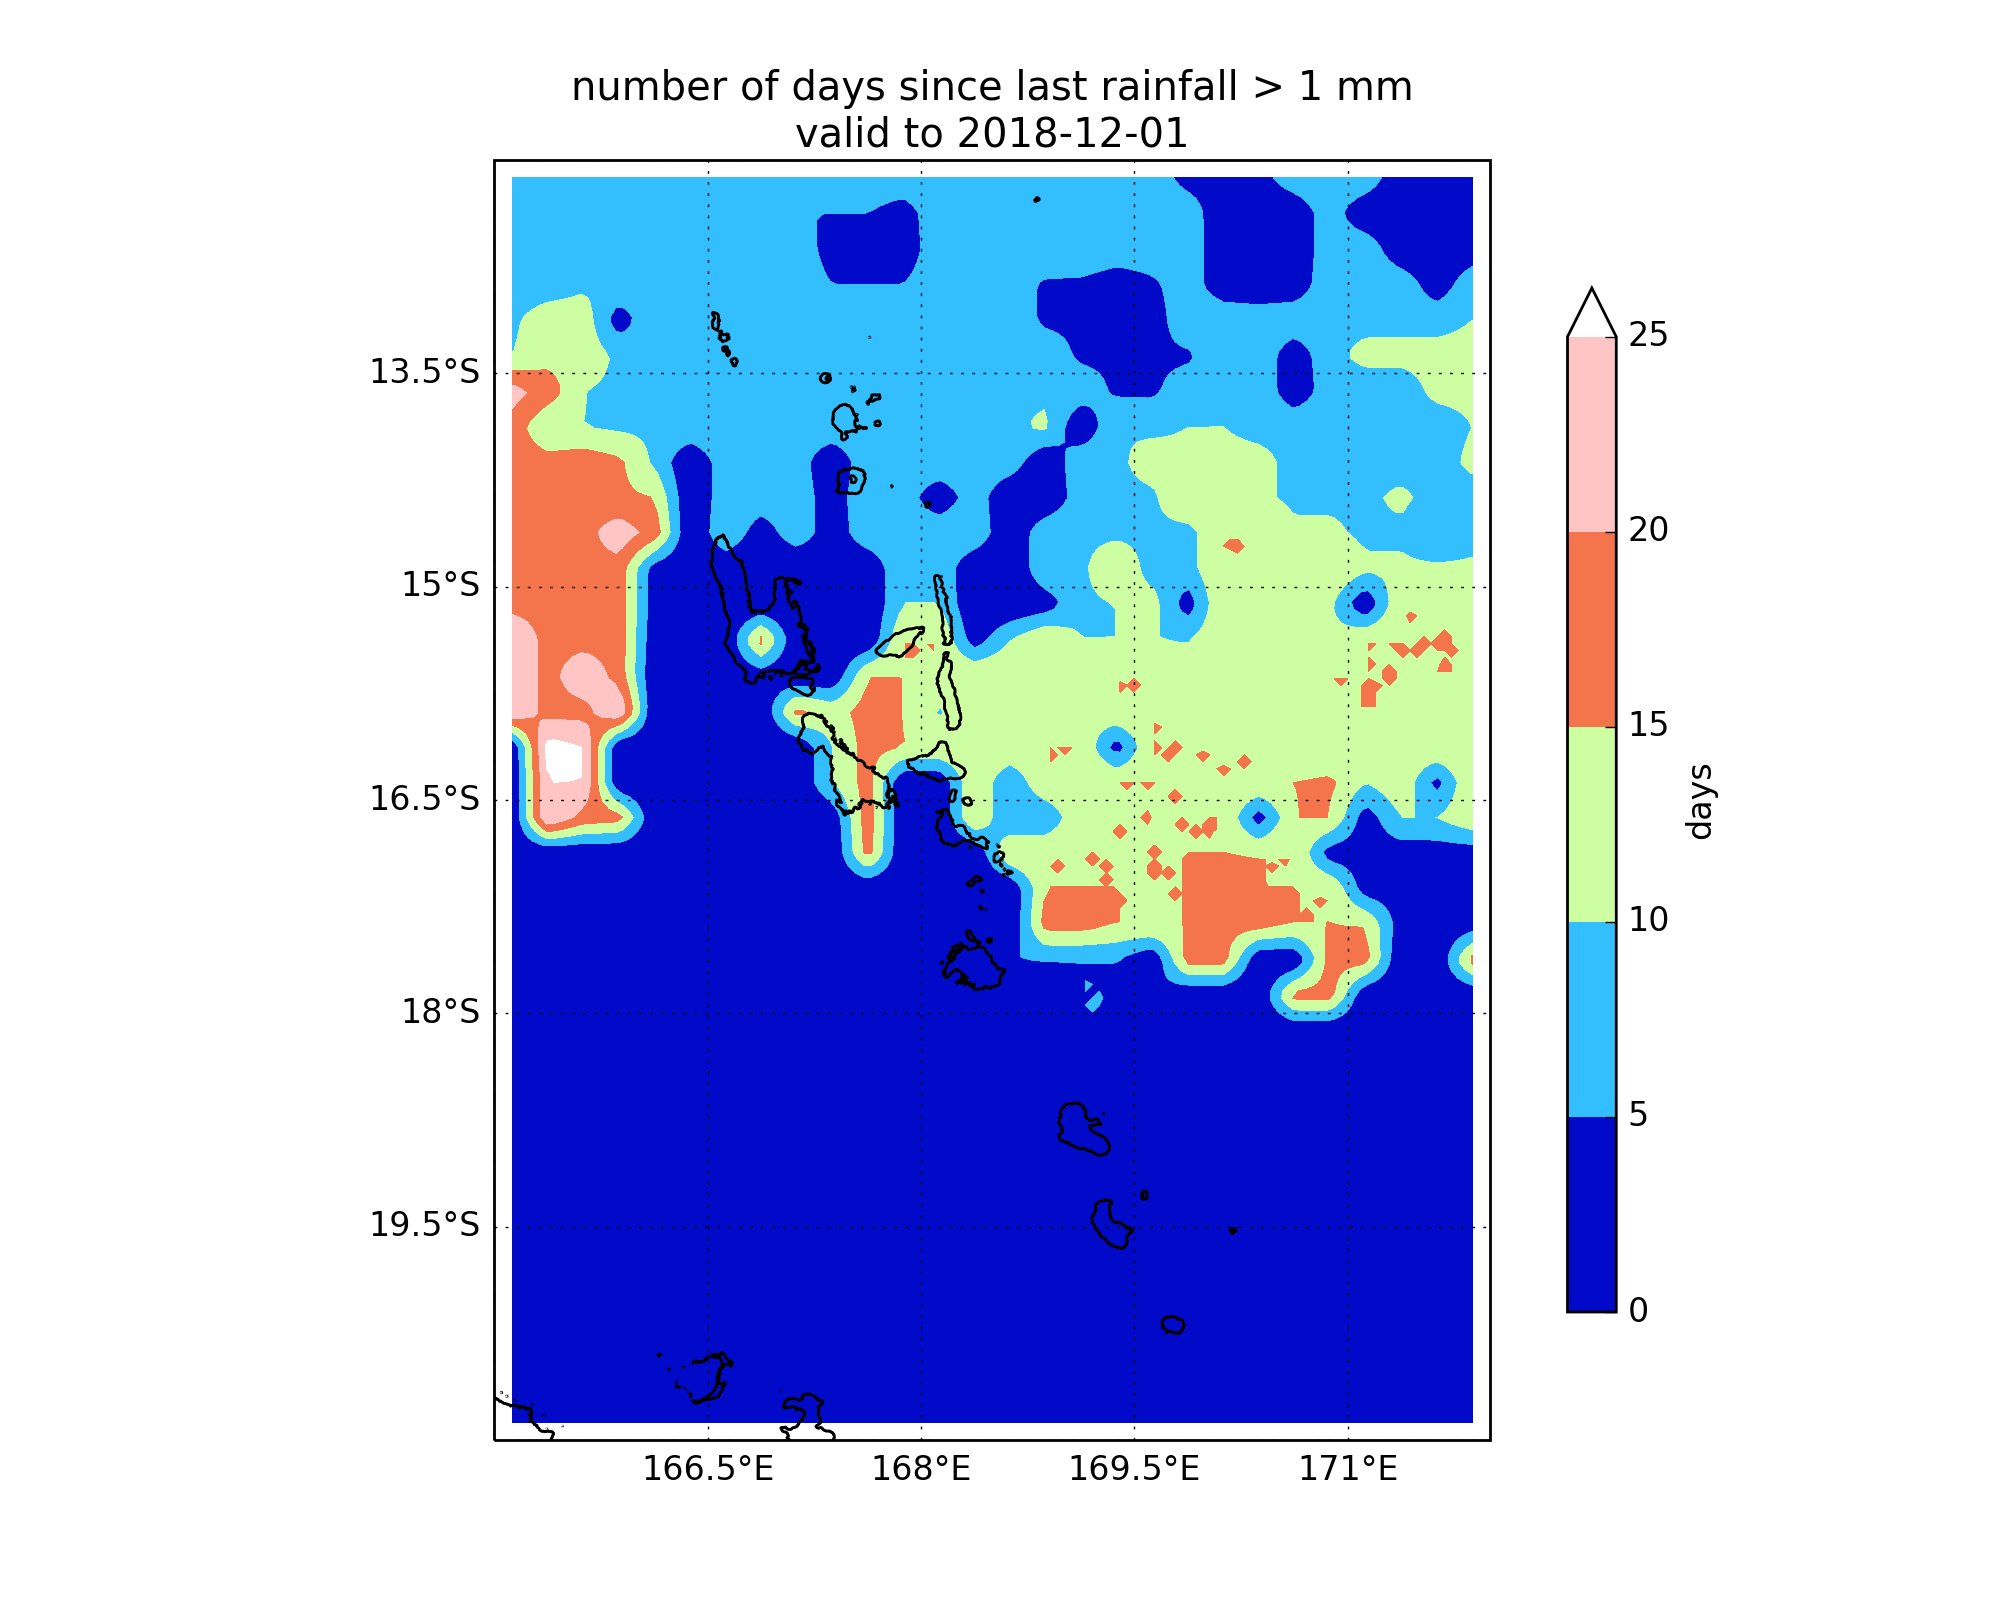 number of days since last rainfall > 1 mm
valid to 2018-12-01
13.5°S
15°S
16.5°S
18°S
19.5°S
166.5°E
168°E
169.5°E
171°E
25
20
15
10
5
0
days